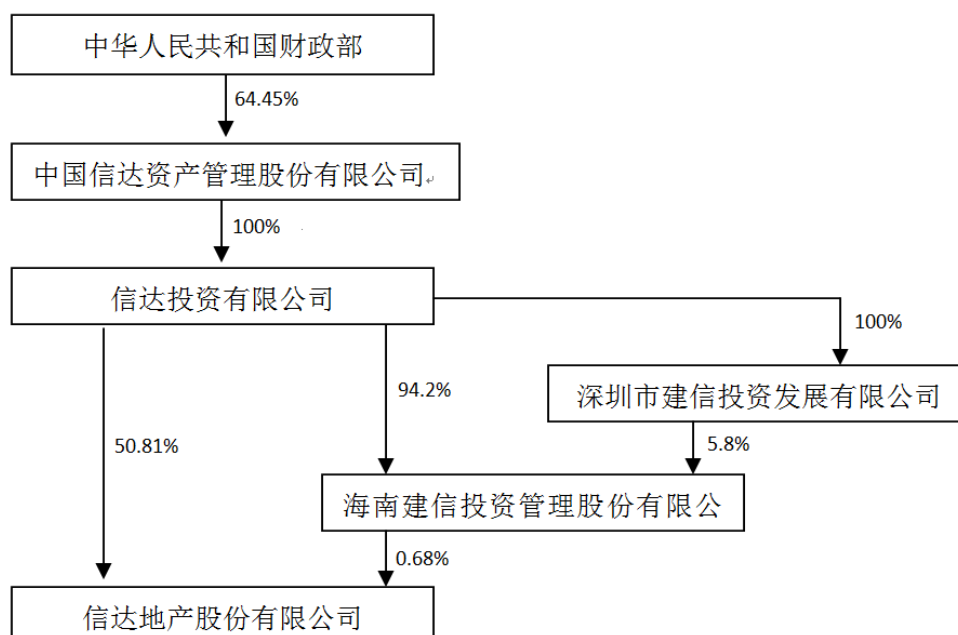 中华人民共和国财政部
64.45%
中国信达资产管理股份有限公司
100%
信达投资有限公司
100%
深圳市建信投资发展有限公司
94.2%
50.81%
5.8%
海南建信投资管理股份有限公
0.68%
信达地产股份有限公司